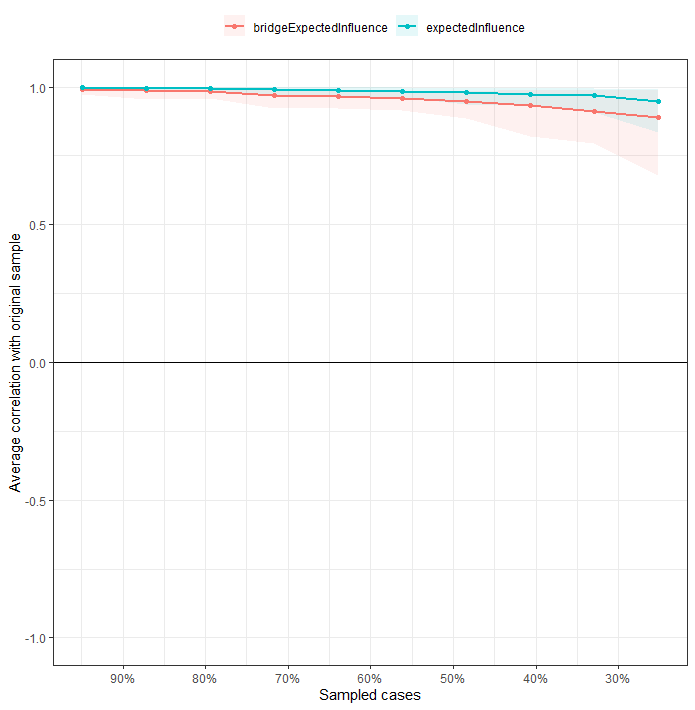 bridgeExpectedInfluence expectedInfluence
Average correlation with original sample
1.0
0.5
0.0
-0.5
-1.0
90% 80% 70% 60% 50% 40% 30%
Sampled cases